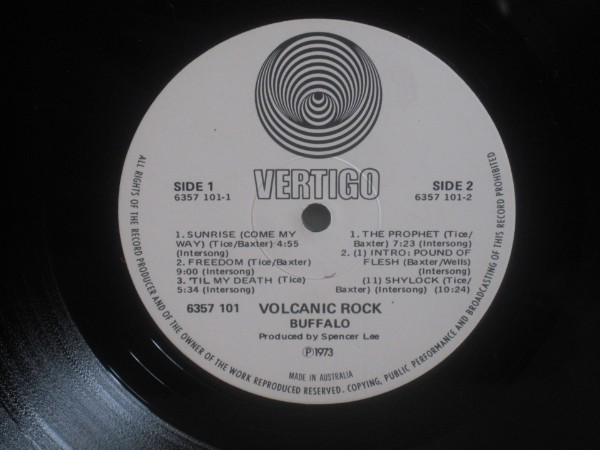 VERTIGO
SIDE 1
6357 101-1
SIDE 2
6357 101-2
1. SUNRISE (COME MY
WAY) (Tice/Baxter) 4:55
(Intersong)
2. FREEDOM (Tice/Baxter)
9:00 (Intersong)
3. 'TIL MY DEATH (Tice)
5:34 (Intersong)
1. THE PROPHET (Tice/
Baxter) 7:23 (Intersong)
2. (1) INTRO: POUND OF
FLESH (Baxter/Wells)
(Intersong)
(11) SHYLOCK (Tice/
Baxter) (Intersong) (10:24)
6357 101 VOLCANIC ROCK
BUFFALO
Produced by Spencer Lee
Ⓟ1973
MADE IN AUSTRALIA
ALL RIGHTS OF THE RECORD PRODUCER AND OF THE OWNER OF THE WORK REPRODUCED RESERVED. COPYING, PUBLIC PERFORMANCE AND BROADCASTING OF THIS RECORD PROHIBITED